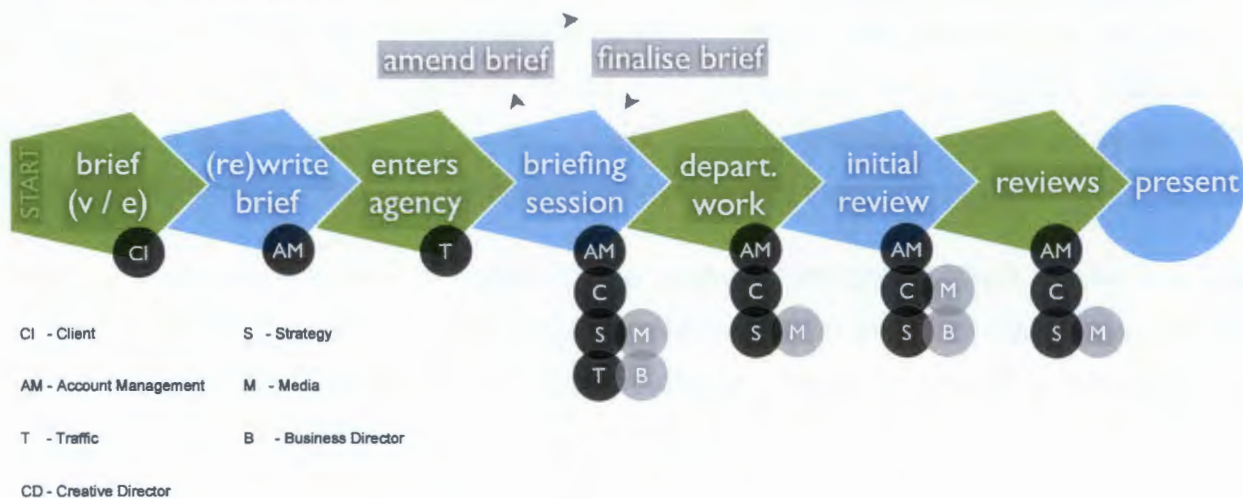 amend brief
finalise brief
START
brief
(v / e)
(re)write
brief
enters
agency
briefing
session
depart.
work
initial
review
reviews
present
CI
AM
T
AM
C
S M
T B
AM
C
S M
AM
C M
S B
AM
C
S M
CI - Client
S - Strategy
AM - Account Management
M - Media
T - Traffic
B - Business Director
CD - Creative Director